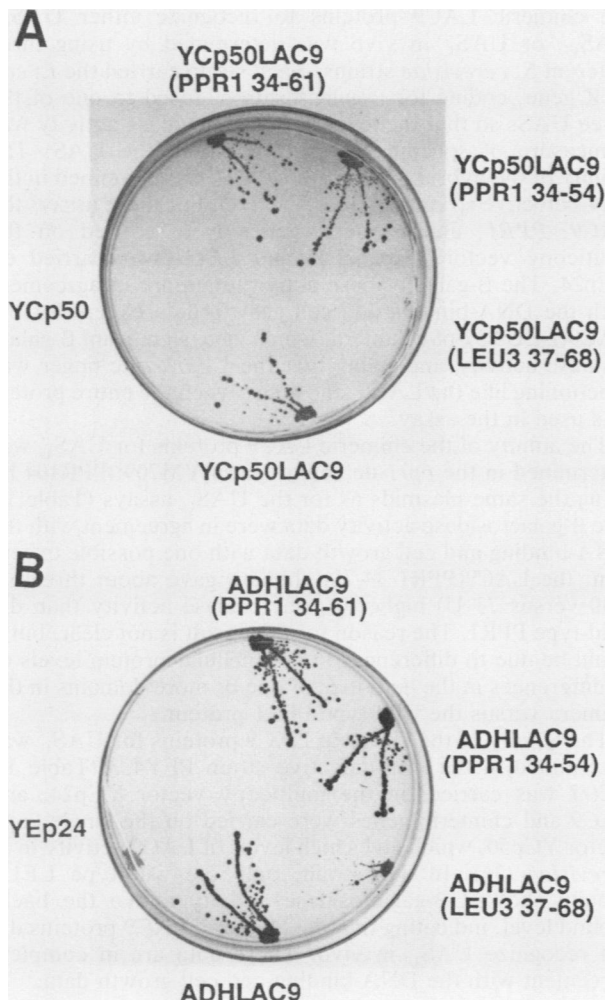 A
YCp50LAC9
(PPR1 34-61)
YCp50LAC9
(PPR1 34-54)
YCp50
YCp50LAC9
(LEU3 37-68)
YCp50LAC9
B
ADHLAC9
(PPR1 34-61)
ADHLAC9
(PPR1 34-54)
YEp24
ADHLAC9
(LEU3 37-68)
ADHLAC9